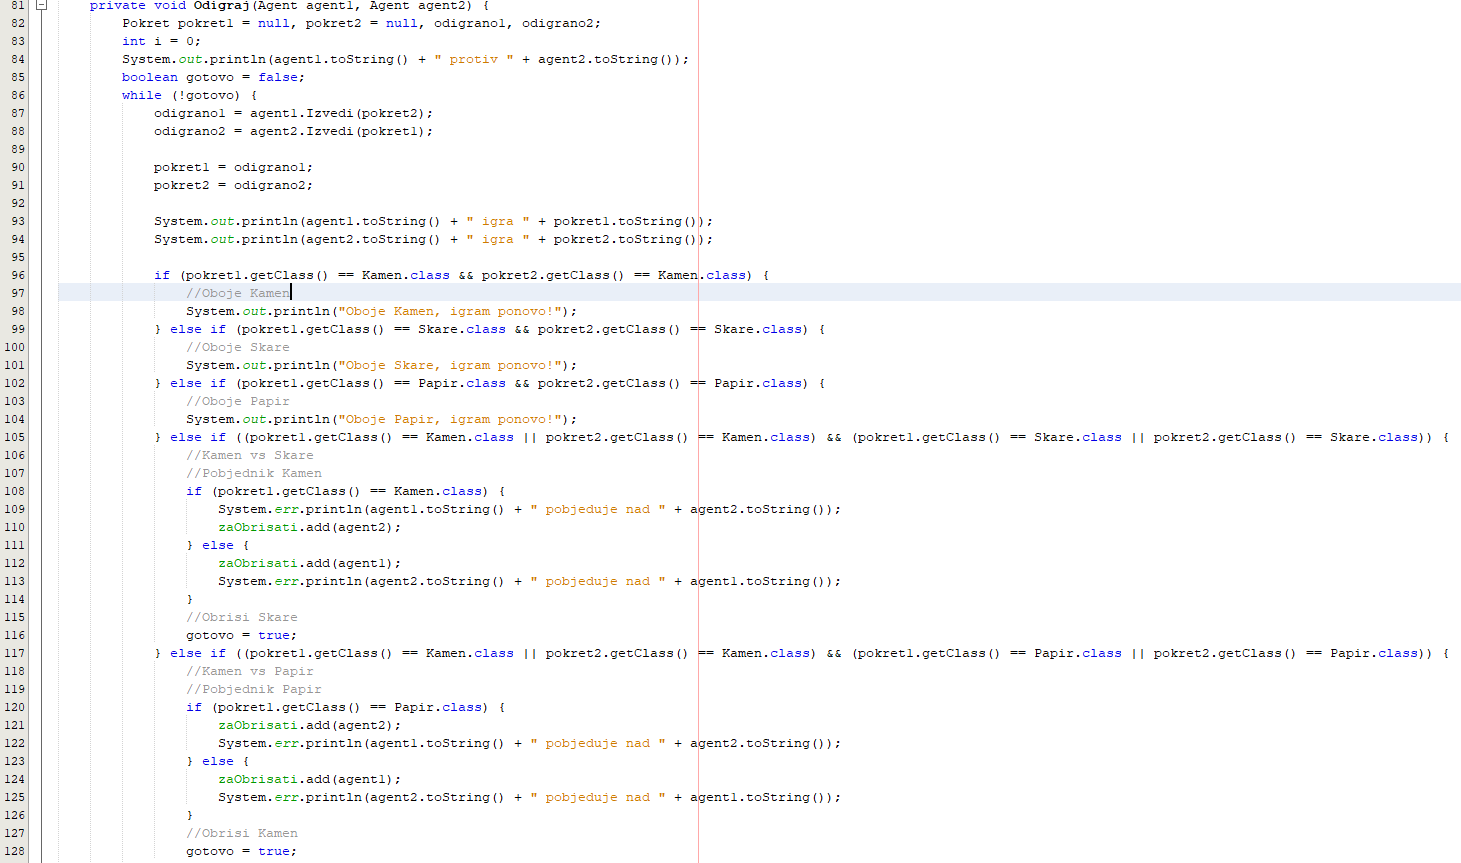 81 private void Odigraj(Agent agent1, Agent agent2) {
82 Pokret pokret1 = null, pokret2 = null, odigrano1, odigrano2;
83 int i = 0;
84 System.out.println(agent1.toString() + " protiv " + agent2.toString());
85 boolean gotovo = false;
86 while (!gotovo) {
87 odigrano1 = agent1.Izvedi(pokret2);
88 odigrano2 = agent2.Izvedi(pokret1);
89
90 pokret1 = odigrano1;
91 pokret2 = odigrano2;
92
93 System.out.println(agent1.toString() + " igra " + pokret1.toString());
94 System.out.println(agent2.toString() + " igra " + pokret2.toString());
95
96 if (pokret1.getClass() == Kamen.class && pokret2.getClass() == Kamen.class) {
97 //Oboje Kamen
98 System.out.println("Oboje Kamen, igram ponovo!");
99 } else if (pokret1.getClass() == Skare.class && pokret2.getClass() == Skare.class) {
100 //Oboje Skare
101 System.out.println("Oboje Skare, igram ponovo!");
102 } else if (pokret1.getClass() == Papir.class && pokret2.getClass() == Papir.class) {
103 //Oboje Papir
104 System.out.println("Oboje Papir, igram ponovo!");
105 } else if ((pokret1.getClass() == Kamen.class || pokret2.getClass() == Kamen.class) && (pokret1.getClass() == Skare.class || pokret2.getClass() == Skare.class)) {
106 //Kamen vs Skare
107 //Pobjednik Kamen
108 if (pokret1.getClass() == Kamen.class) {
109 System.err.println(agent1.toString() + " pobjeduje nad " + agent2.toString());
110 zaObrisati.add(agent2);
111 } else {
112 zaObrisati.add(agent1);
113 System.err.println(agent2.toString() + " pobjeduje nad " + agent1.toString());
114 }
115 //Obrisi Skare
116 gotovo = true;
117 } else if ((pokret1.getClass() == Kamen.class || pokret2.getClass() == Kamen.class) && (pokret1.getClass() == Papir.class || pokret2.getClass() == Papir.class)) {
118 //Kamen vs Papir
119 //Pobjednik Papir
120 if (pokret1.getClass() == Papir.class) {
121 zaObrisati.add(agent2);
122 System.err.println(agent1.toString() + " pobjeduje nad " + agent2.toString());
123 } else {
124 zaObrisati.add(agent1);
125 System.err.println(agent2.toString() + " pobjeduje nad " + agent1.toString());
126 }
127 //Obrisi Kamen
128 gotovo = true;